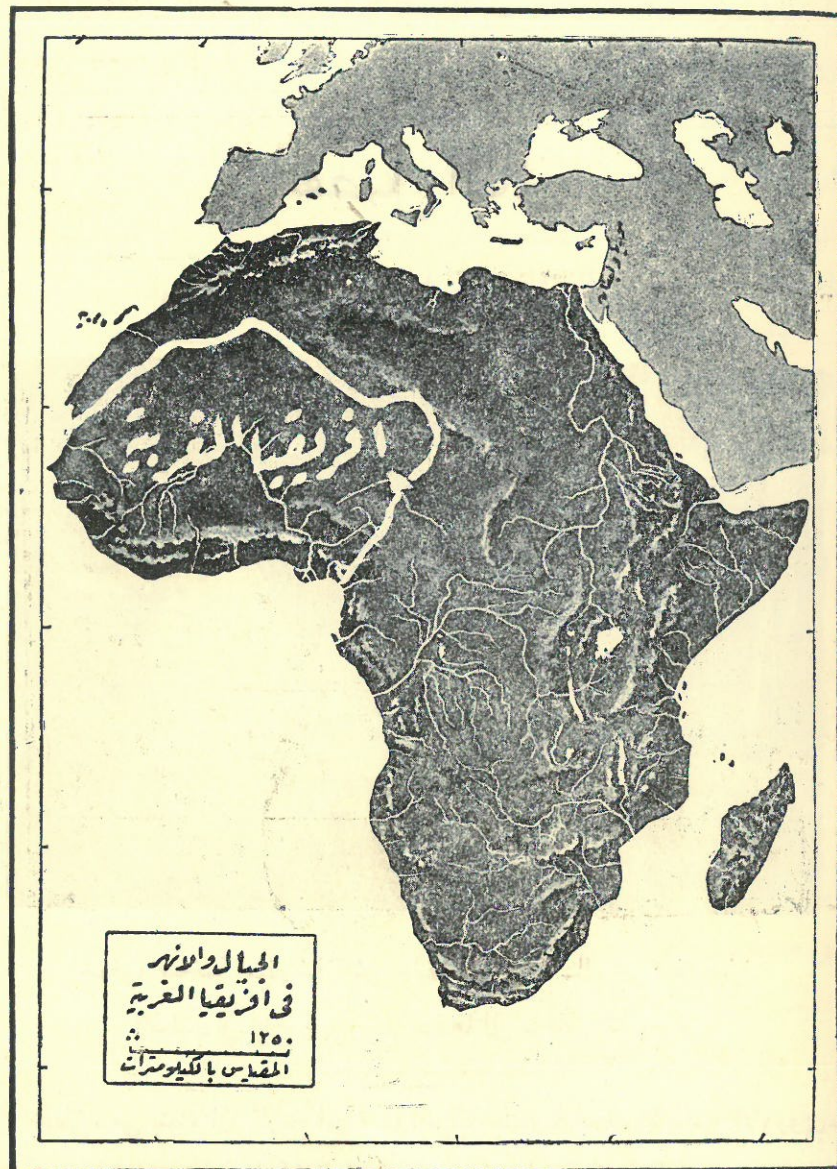 افريقيا الغربية
الجبال والانهر
فى افريقيا الغربية
١٢٥٠
المقياس بالكيلومترات